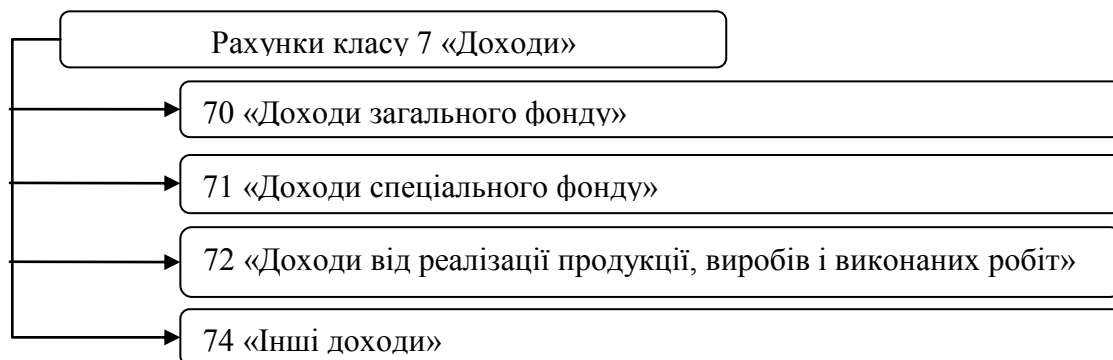 Рахунки класу 7 «Доходи»
70 «Доходи загального фонду»
71 «Доходи спеціального фонду»
72 «Доходи від реалізації продукції, виробів і виконаних робіт»
74 «Інші доходи»